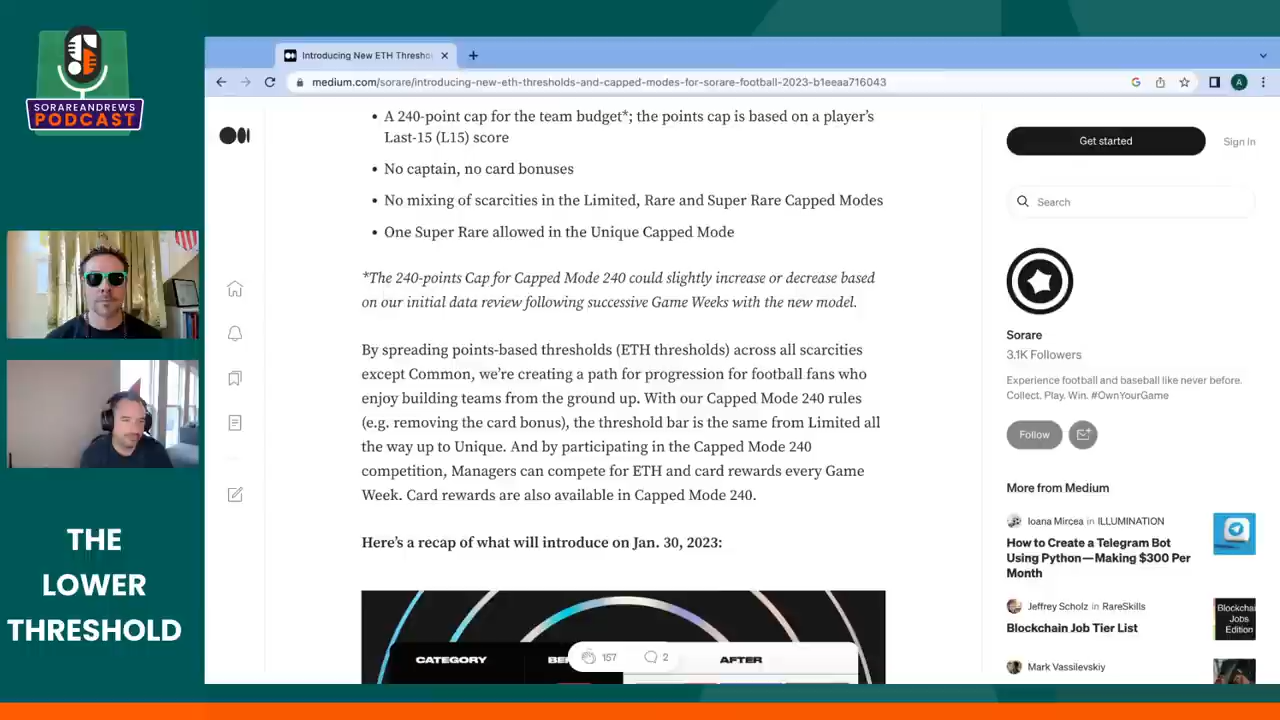 SORAREANDREWS
PODCAST
THE
LOWER
THRESHOLD
Introducing New ETH Thresho
medium.com/sorare/introducing-new-eth-thresholds-and-capped-modes-for-sorare-football-2023-b1eeaa716043
A
• A 240-point cap for the team budget*; the points cap is based on a player's
Last-15 (L15) score
• No captain, no card bonuses
• No mixing of scarcities in the Limited, Rare and Super Rare Capped Modes
• One Super Rare allowed in the Unique Capped Mode
*The 240-points Cap for Capped Mode 240 could slightly increase or decrease based
on our initial data review following successive Game Weeks with the new model.
By spreading points-based thresholds (ETH thresholds) across all scarcities
except Common, we're creating a path for progression for football fans who
enjoy building teams from the ground up. With our Capped Mode 240 rules
(e.g. removing the card bonus), the threshold bar is the same from Limited all
the way up to Unique. And by participating in the Capped Mode 240
competition, Managers can compete for ETH and card rewards every Game
Week. Card rewards are also available in Capped Mode 240.
Here's a recap of what will introduce on Jan. 30, 2023:
CATEGORY
BE
AFTER
157
2
Get started
Sign In
Search
Sorare
3.1K Followers
Experience football and baseball like never before.
Collect. Play. Win. #OwnYourGame
Follow
More from Medium
Ioana Mircea in ILLUMINATION
How to Create a Telegram Bot
Using Python—Making $300 Per
Month
Jeffrey Scholz in RareSkills
Blockchain Job Tier List
Blockchai
Jobs
Edition
Mark Vassilevskiy